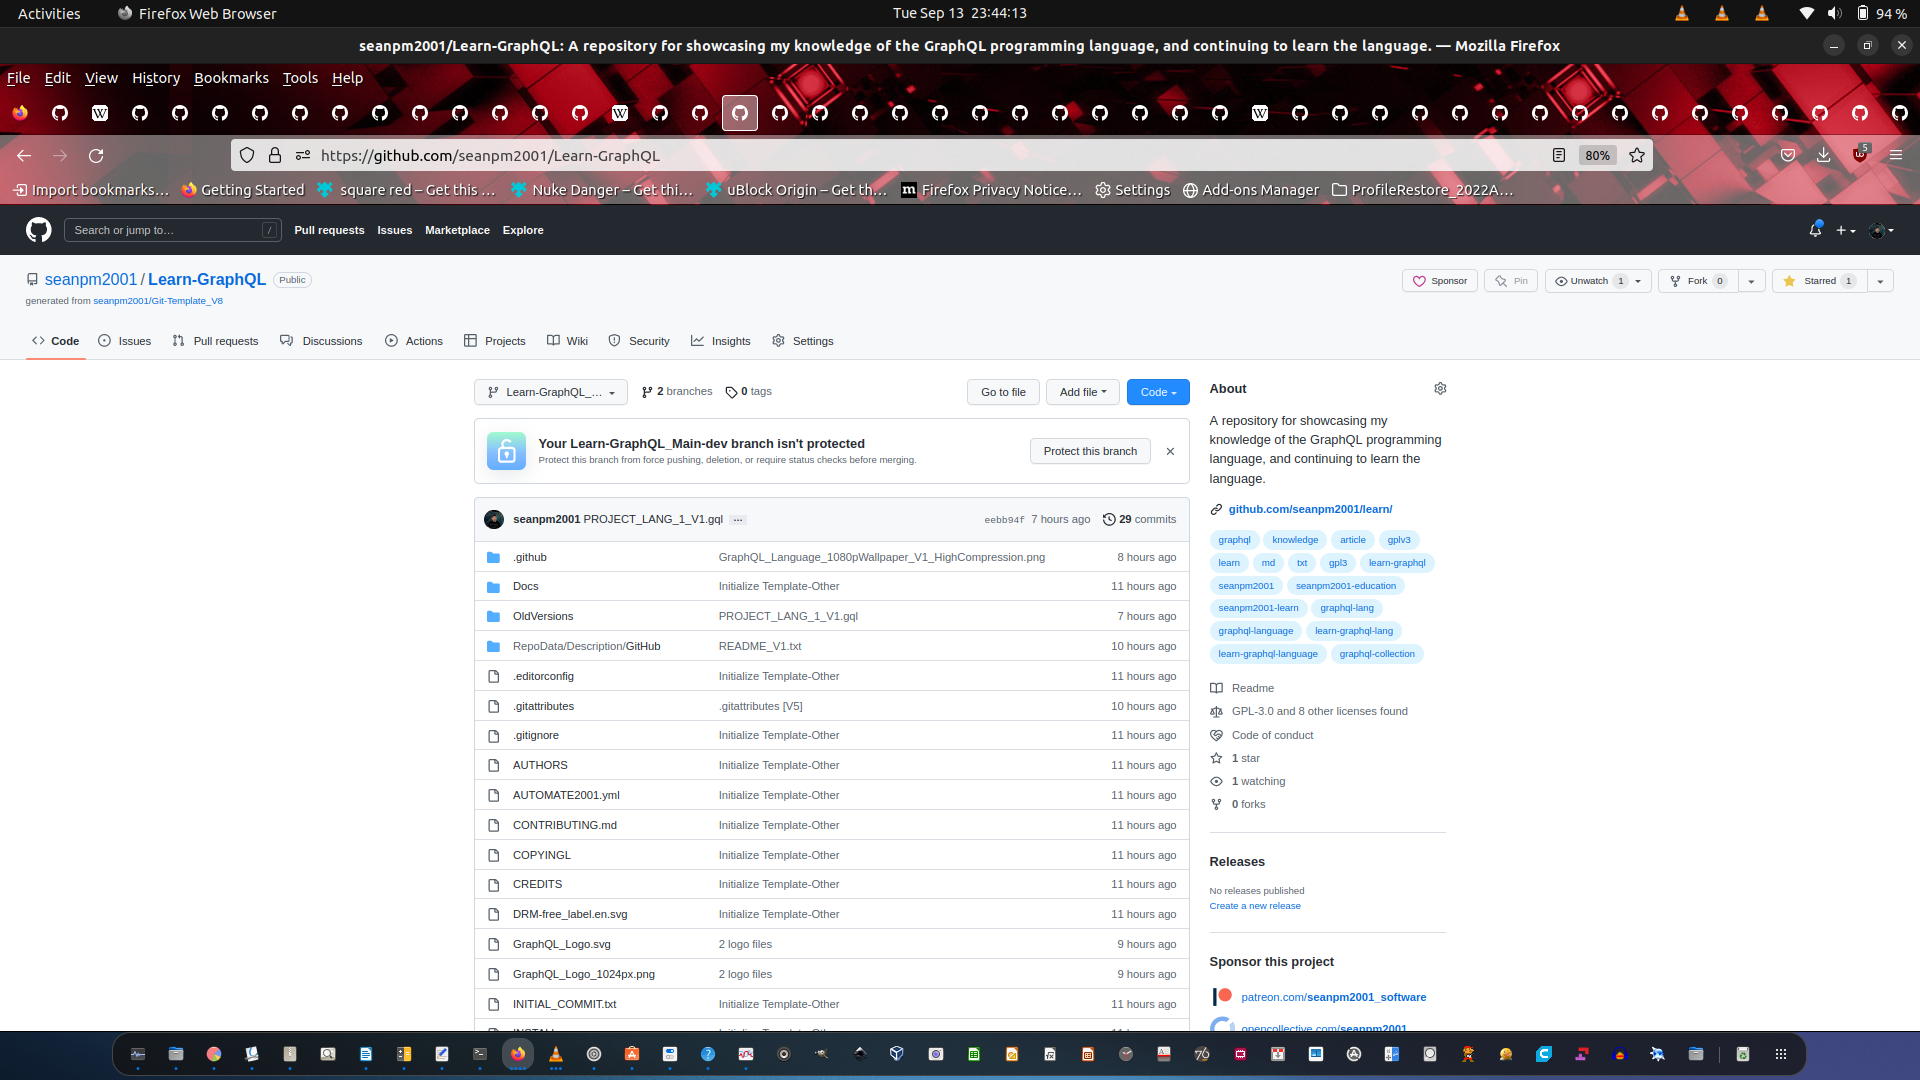 Activities
Firefox Web Browser
Tue Sep 13 23:44:13
94 %
seanpm2001/Learn-GraphQL: A repository for showcasing my knowledge of the GraphQL programming language, and continuing to learn the language. — Mozilla Firefox
File Edit View History Bookmarks Tools Help
https://github.com/seanpm2001/Learn-GraphQL
80%
5
Import bookmarks… Getting Started square red – Get this … Nuke Danger – Get thi… uBlock Origin – Get th… Firefox Privacy Notice… Settings Add-ons Manager ProfileRestore_2022A…
Search or jump to… /
Pull requests Issues Marketplace Explore
seanpm2001 / Learn-GraphQL Public
generated from seanpm2001/Git-Template_V8
Sponsor Pin Unwatch 1 Fork 0 Starred 1
Code Issues Pull requests Discussions Actions Projects Wiki Security Insights Settings
Learn-GraphQL_… 2 branches 0 tags
Go to file Add file Code
Your Learn-GraphQL_Main-dev branch isn't protected
Protect this branch from force pushing, deletion, or require status checks before merging.
Protect this branch
seanpm2001 PROJECT_LANG_1_V1.gql … eebb94f 7 hours ago 29 commits
.github GraphQL_Language_1080pWallpaper_V1_HighCompression.png 8 hours ago
Docs Initialize Template-Other 11 hours ago
OldVersions PROJECT_LANG_1_V1.gql 7 hours ago
RepoData/Description/GitHub README_V1.txt 10 hours ago
.editorconfig Initialize Template-Other 11 hours ago
.gitattributes .gitattributes [V5] 10 hours ago
.gitignore Initialize Template-Other 11 hours ago
AUTHORS Initialize Template-Other 11 hours ago
AUTOMATE2001.yml Initialize Template-Other 11 hours ago
CONTRIBUTING.md Initialize Template-Other 11 hours ago
COPYINGL Initialize Template-Other 11 hours ago
CREDITS Initialize Template-Other 11 hours ago
DRM-free_label.en.svg Initialize Template-Other 11 hours ago
GraphQL_Logo.svg 2 logo files 9 hours ago
GraphQL_Logo_1024px.png 2 logo files 9 hours ago
INITIAL_COMMIT.txt Initialize Template-Other 11 hours ago
About
A repository for showcasing my
knowledge of the GraphQL programming
language, and continuing to learn the
language.
github.com/seanpm2001/learn/
graphql knowledge article gplv3
learn md txt gpl3 learn-graphql
seanpm2001 seanpm2001-education
seanpm2001-learn graphql-lang
graphql-language learn-graphql-lang
learn-graphql-language graphql-collection
Readme
GPL-3.0 and 8 other licenses found
Code of conduct
1 star
1 watching
0 forks
Releases
No releases published
Create a new release
Sponsor this project
patreon.com/seanpm2001_software
opencollective.com/seanpm2001